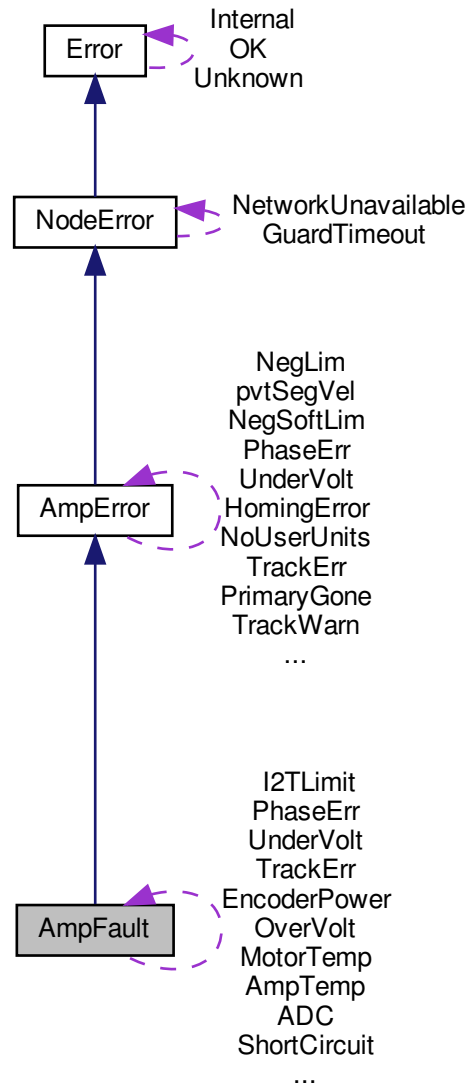 Internal
OK
Unknown
Error
NetworkUnavailable
GuardTimeout
NodeError
NegLim
pvtSegVel
NegSoftLim
PhaseErr
UnderVolt
HomingError
NoUserUnits
TrackErr
PrimaryGone
TrackWarn
...
AmpError
I2TLimit
PhaseErr
UnderVolt
TrackErr
EncoderPower
OverVolt
MotorTemp
AmpTemp
ADC
ShortCircuit
...
AmpFault